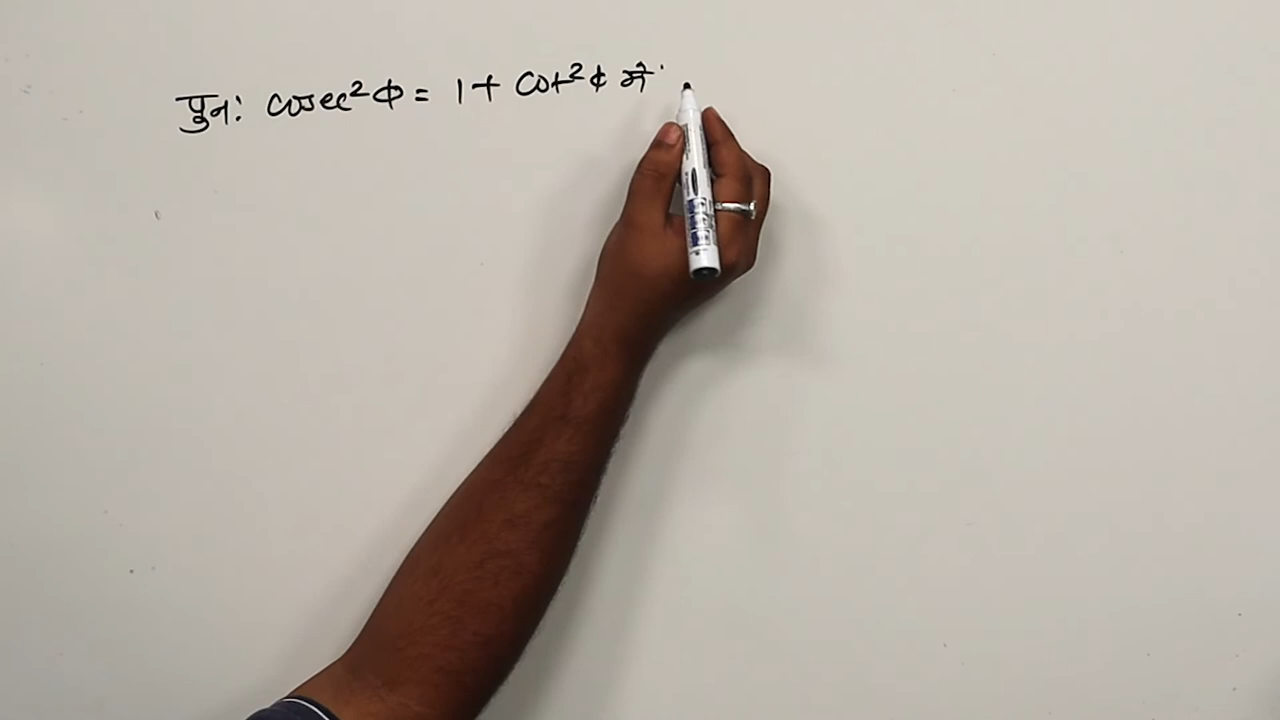 पुन: cosec²ϕ = 1 + cot²ϕ में